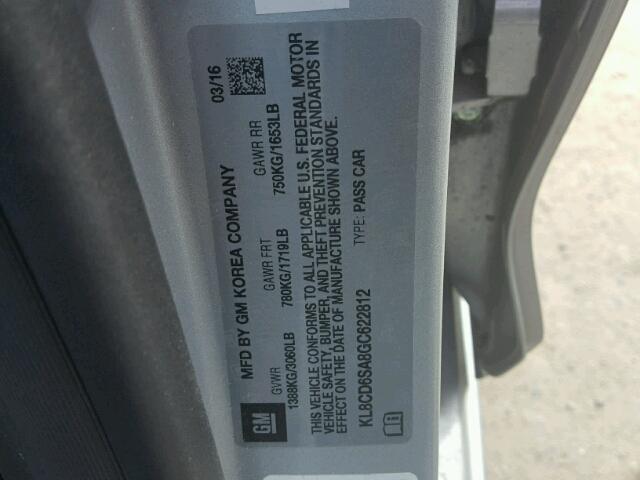 MFD BY GM KOREA COMPANY 03/16
GVWR GAWR FRT GAWR RR
1388KG/3060LB 780KG/1719LB 750KG/1653LB
THIS VEHICLE CONFORMS TO ALL APPLICABLE U.S. FEDERAL MOTOR
VEHICLE SAFETY, BUMPER, AND THEFT PREVENTION STANDARDS IN
EFFECT ON THE DATE OF MANUFACTURE SHOWN ABOVE.
KL8CD6SA8GC622812 TYPE: PASS CAR
GM